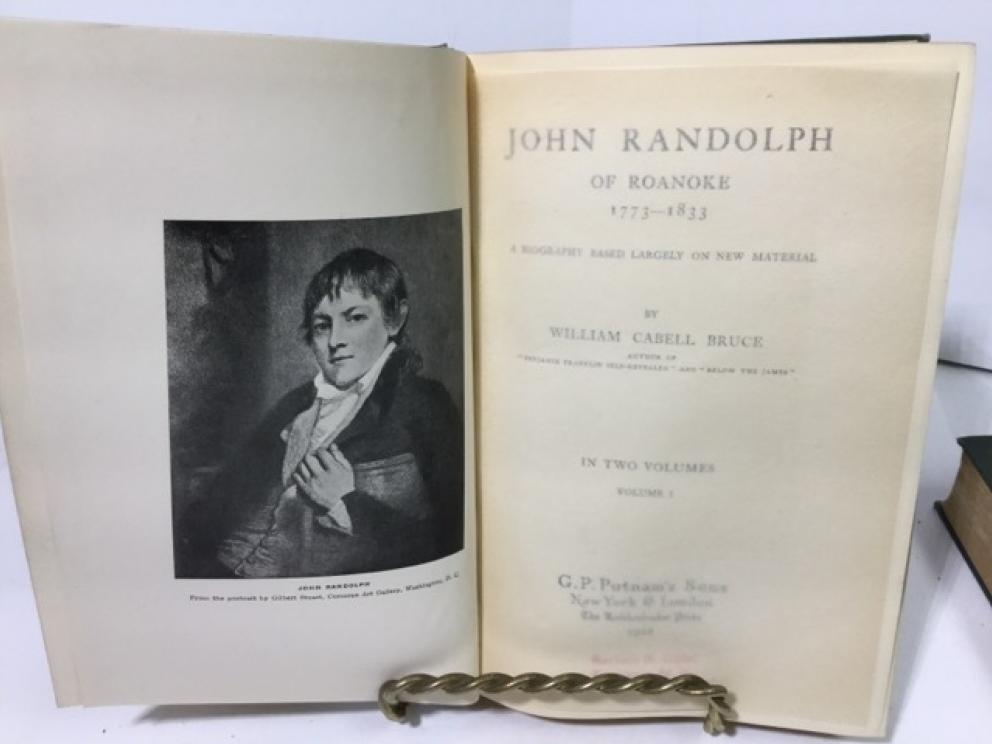 JOHN RANDOLPH
From the portrait by Gilbert Stuart, Corcoran Art Gallery, Washington, D. C.
JOHN RANDOLPH
OF ROANOKE
1773—1833
A BIOGRAPHY BASED LARGELY ON NEW MATERIAL
BY
WILLIAM CABELL BRUCE
AUTHOR OF
"BENJAMIN FRANKLIN SELF-REVEALED" AND "BELOW THE JAMES"
IN TWO VOLUMES
VOLUME I
G. P. Putnam's Sons
New York & London
The Knickerbocker Press